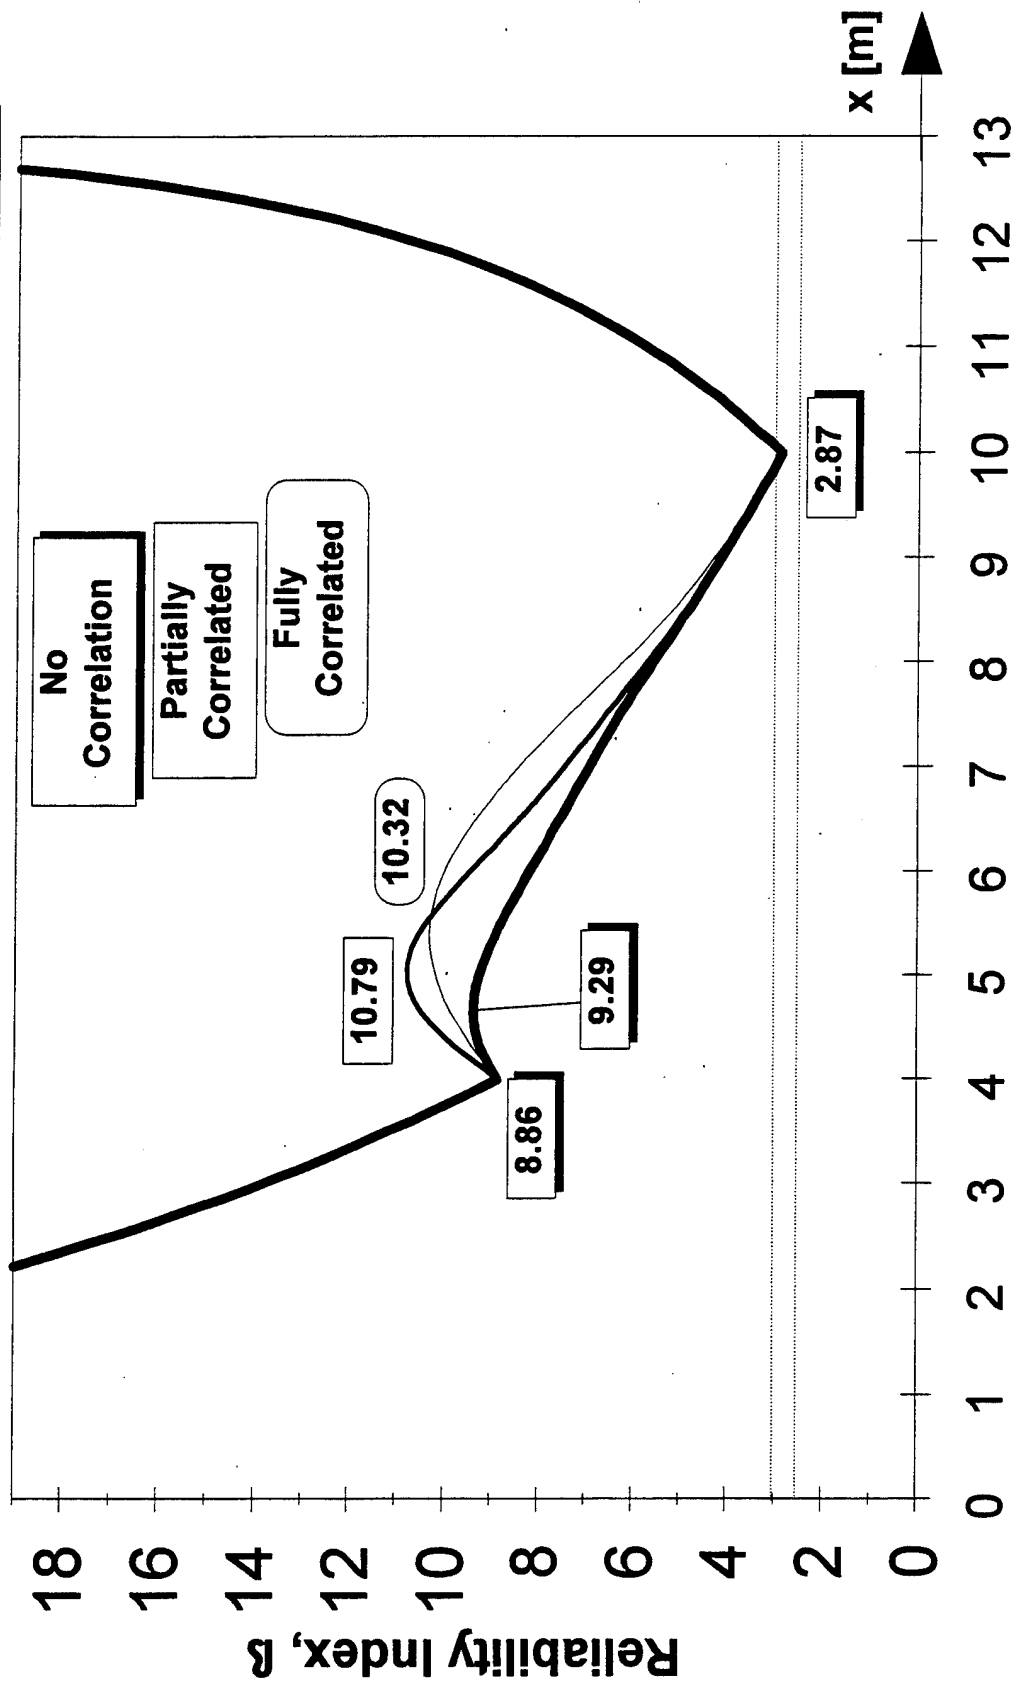 No
Correlation
Partially
Correlated
Fully
Correlated
10.79
10.32
9.29
8.86
2.87
Reliability Index, ß
18
16
14
12
10
8
6
4
2
0
0 1 2 3 4 5 6 7 8 9 10 11 12 13
x [m]